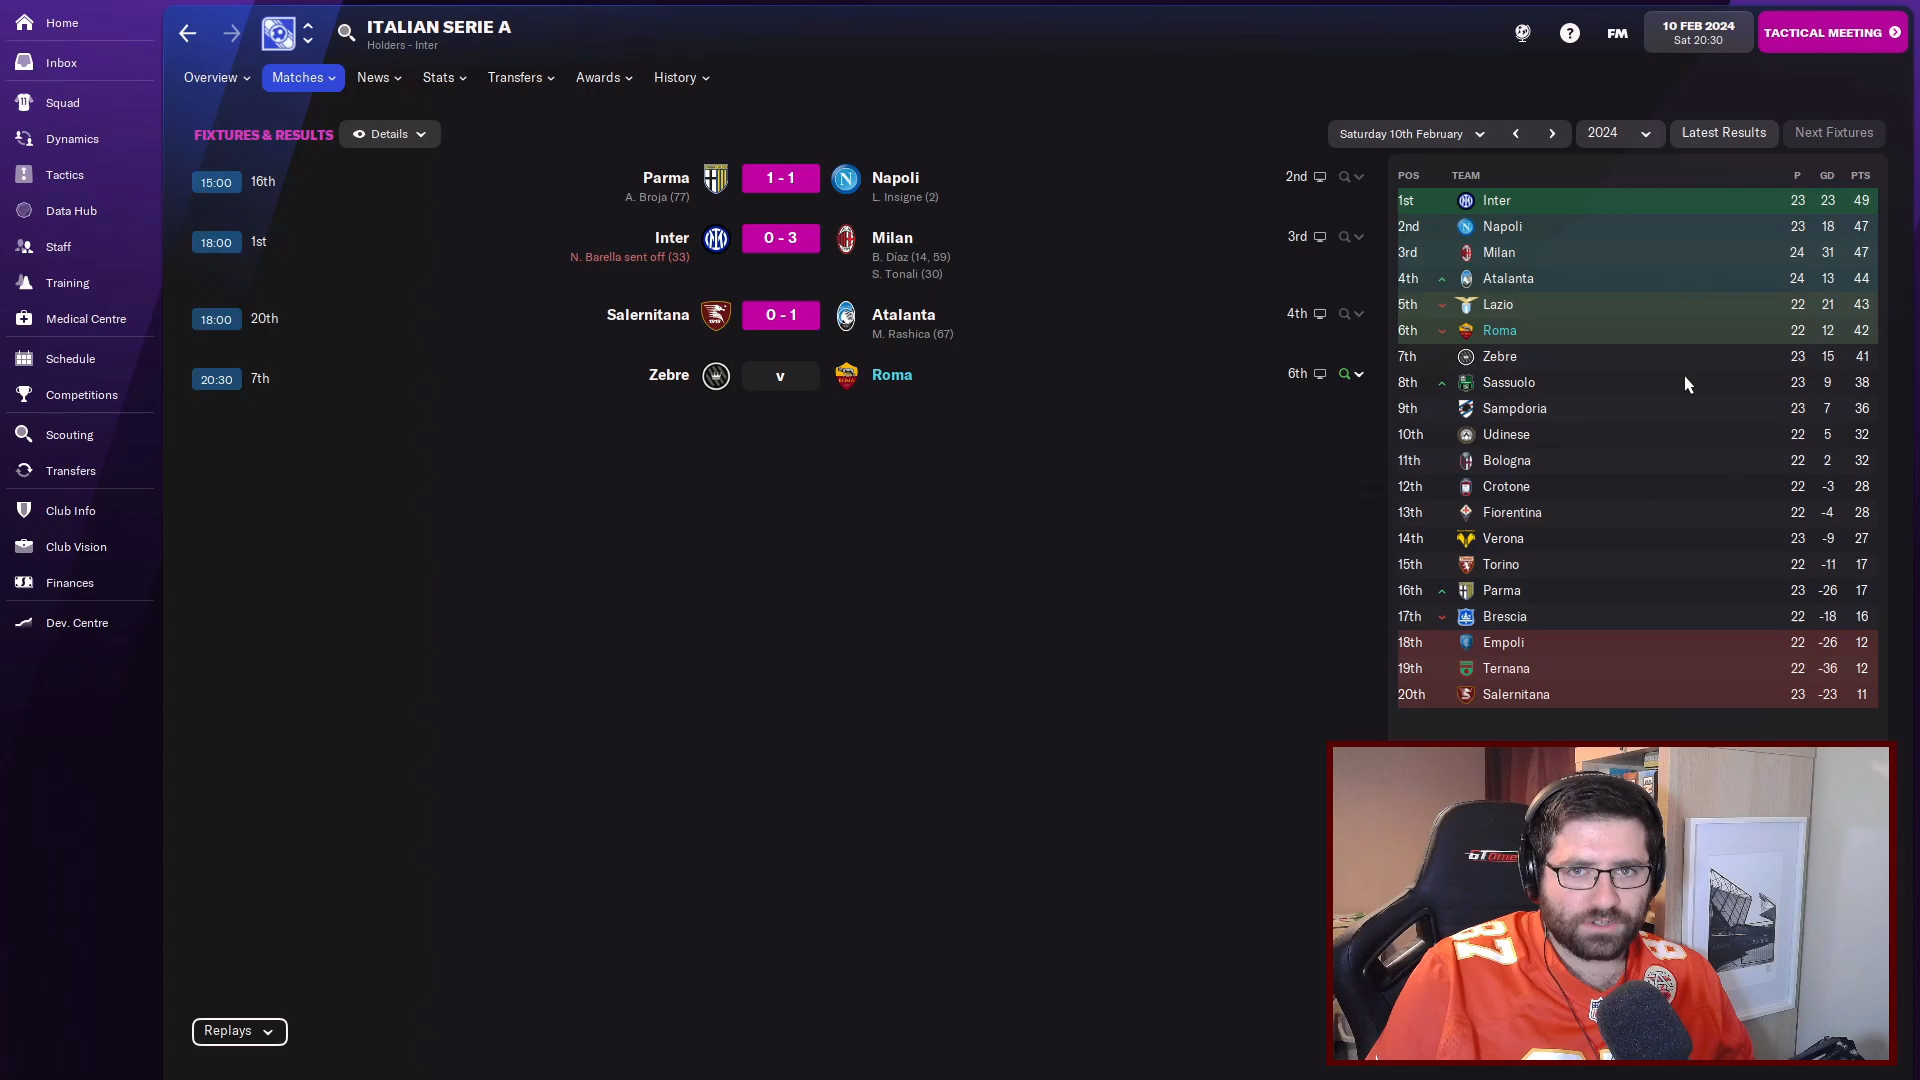 Home
Inbox
Squad
Dynamics
Tactics
Data Hub
Staff
Training
Medical Centre
Schedule
Competitions
Scouting
Transfers
Club Info
Club Vision
Finances
Dev. Centre
ITALIAN SERIE A
Holders - Inter
FM
10 FEB 2024
Sat 20:30
TACTICAL MEETING
Overview Matches News Stats Transfers Awards History
FIXTURES & RESULTS Details
Saturday 10th February 2024 Latest Results Next Fixtures
15:00 16th Parma 1 - 1 Napoli 2nd
A. Broja (77) L. Insigne (2)
18:00 1st Inter 0 - 3 Milan 3rd
N. Barella sent off (33) B. Díaz (14, 59)
S. Tonali (30)
18:00 20th Salernitana 0 - 1 Atalanta 4th
M. Rashica (67)
20:30 7th Zebre v Roma 6th
POS TEAM P GD PTS
1st Inter 23 23 49
2nd Napoli 23 18 47
3rd Milan 24 31 47
4th Atalanta 24 13 44
5th Lazio 22 21 43
6th Roma 22 12 42
7th Zebre 23 15 41
8th Sassuolo 23 9 38
9th Sampdoria 23 7 36
10th Udinese 22 5 32
11th Bologna 22 2 32
12th Crotone 22 -3 28
13th Fiorentina 22 -4 28
14th Verona 23 -9 27
15th Torino 22 -11 17
16th Parma 23 -26 17
17th Brescia 22 -18 16
18th Empoli 22 -26 12
19th Ternana 22 -36 12
20th Salernitana 23 -23 11
87
Replays